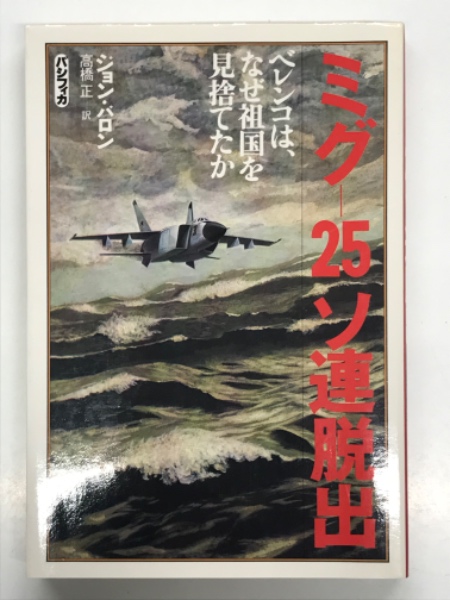 ミグ―25ソ連脱出
ベレンコは、
なぜ祖国を
見捨てたか
ジョン・バロン
高橋正―訳
パシフィカ